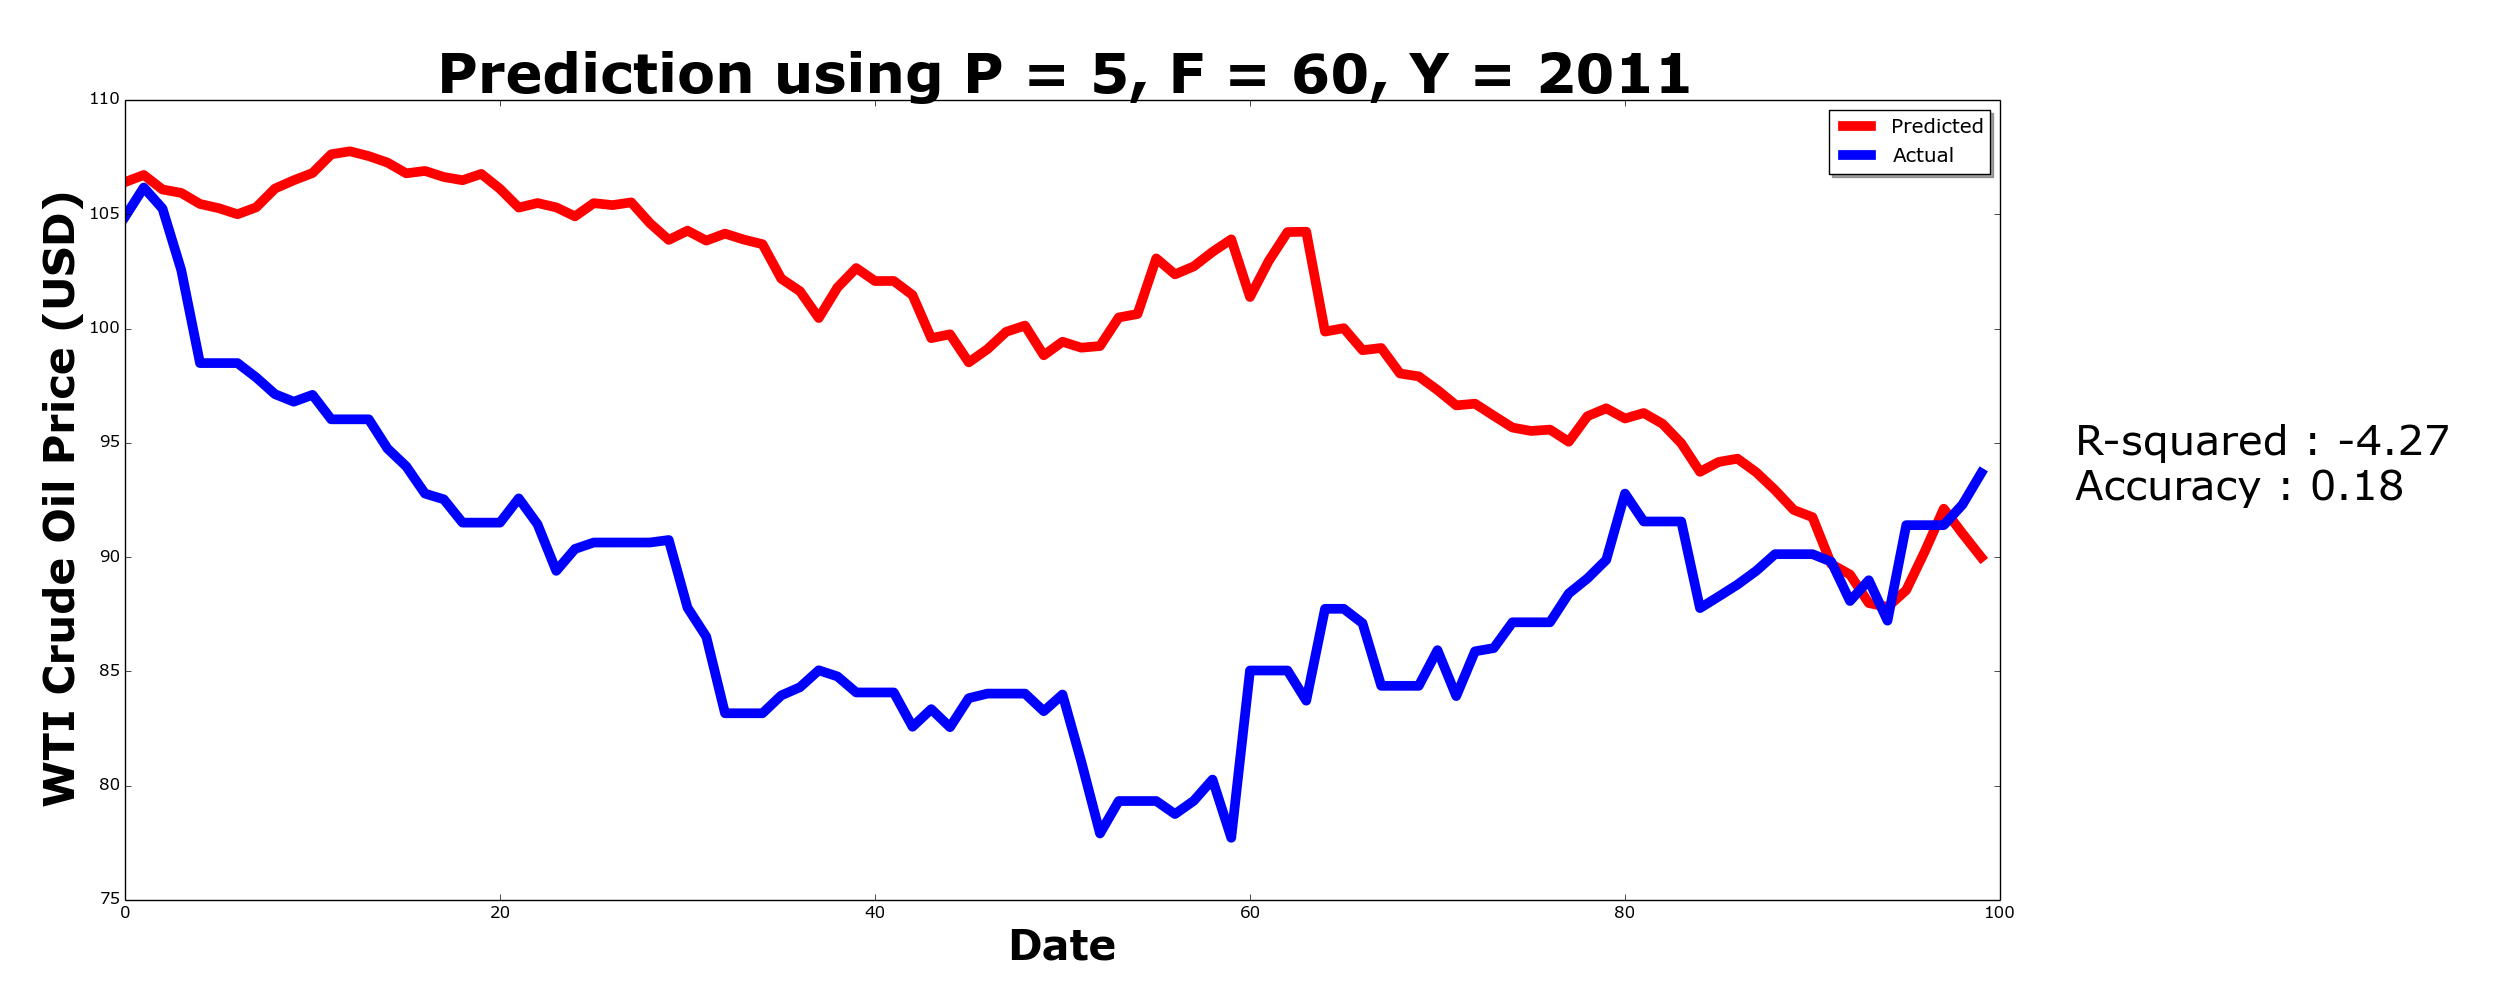 Prediction using P = 5, F = 60, Y = 2011
Predicted
Actual
WTI Crude Oil Price (USD)
110
105
100
95
90
85
80
75
0 20 40 60 80 100
Date
R-squared : -4.27
Accuracy : 0.18